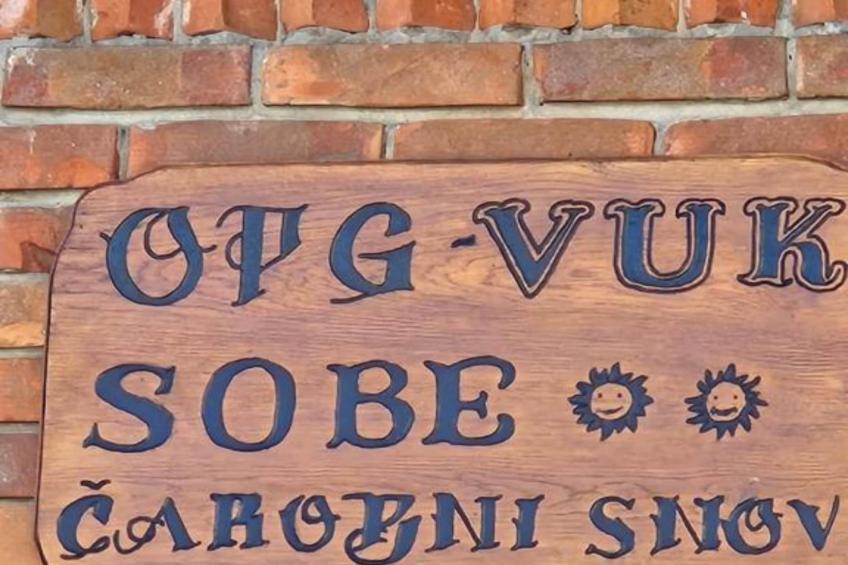 OPG-VUK
SOBE
ČAROBNI SNOV